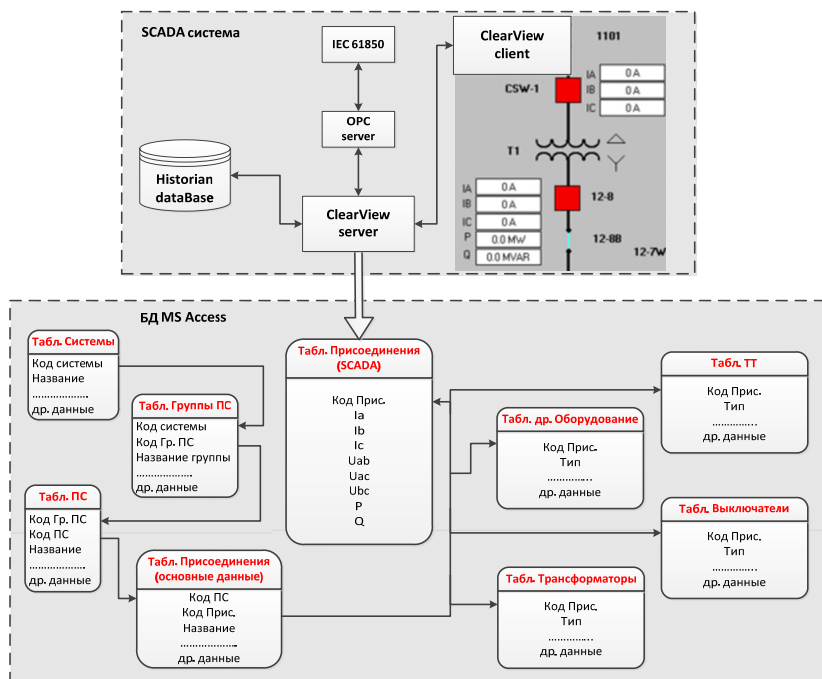 SCADA система
IEC 61850
OPC
server
Historian
dataBase
ClearView
server
ClearView
client
1101
CSW-1
IA 0 A
IB 0 A
IC 0 A
T1
IA 0 A
IB 0 A
IC 0 A
P 0.0 MW
Q 0.0 MVAR
12-8
12-8B
12-7W
БД MS Access
Табл. Системы
Код системы
Название
...................
др. данные
Табл. Группы ПС
Код системы
Код Гр. ПС
Название группы
...................
др. данные
Табл. ПС
Код Гр. ПС
Код ПС
Название
...................
др. данные
Табл. Присоединения
(основные данные)
Код ПС
Код Прис.
Название
...................
др. данные
Табл. Присоединения
(SCADA)
Код Прис.
Ia
Ib
Ic
Uab
Uac
Ubc
P
Q
Табл. др. Оборудование
Код Прис.
Тип
...............
др. данные
Табл. Трансформаторы
Код Прис.
Тип
...............
др. данные
Табл. ТТ
Код Прис.
Тип
...............
др. данные
Табл. Выключатели
Код Прис.
Тип
...............
др. данные